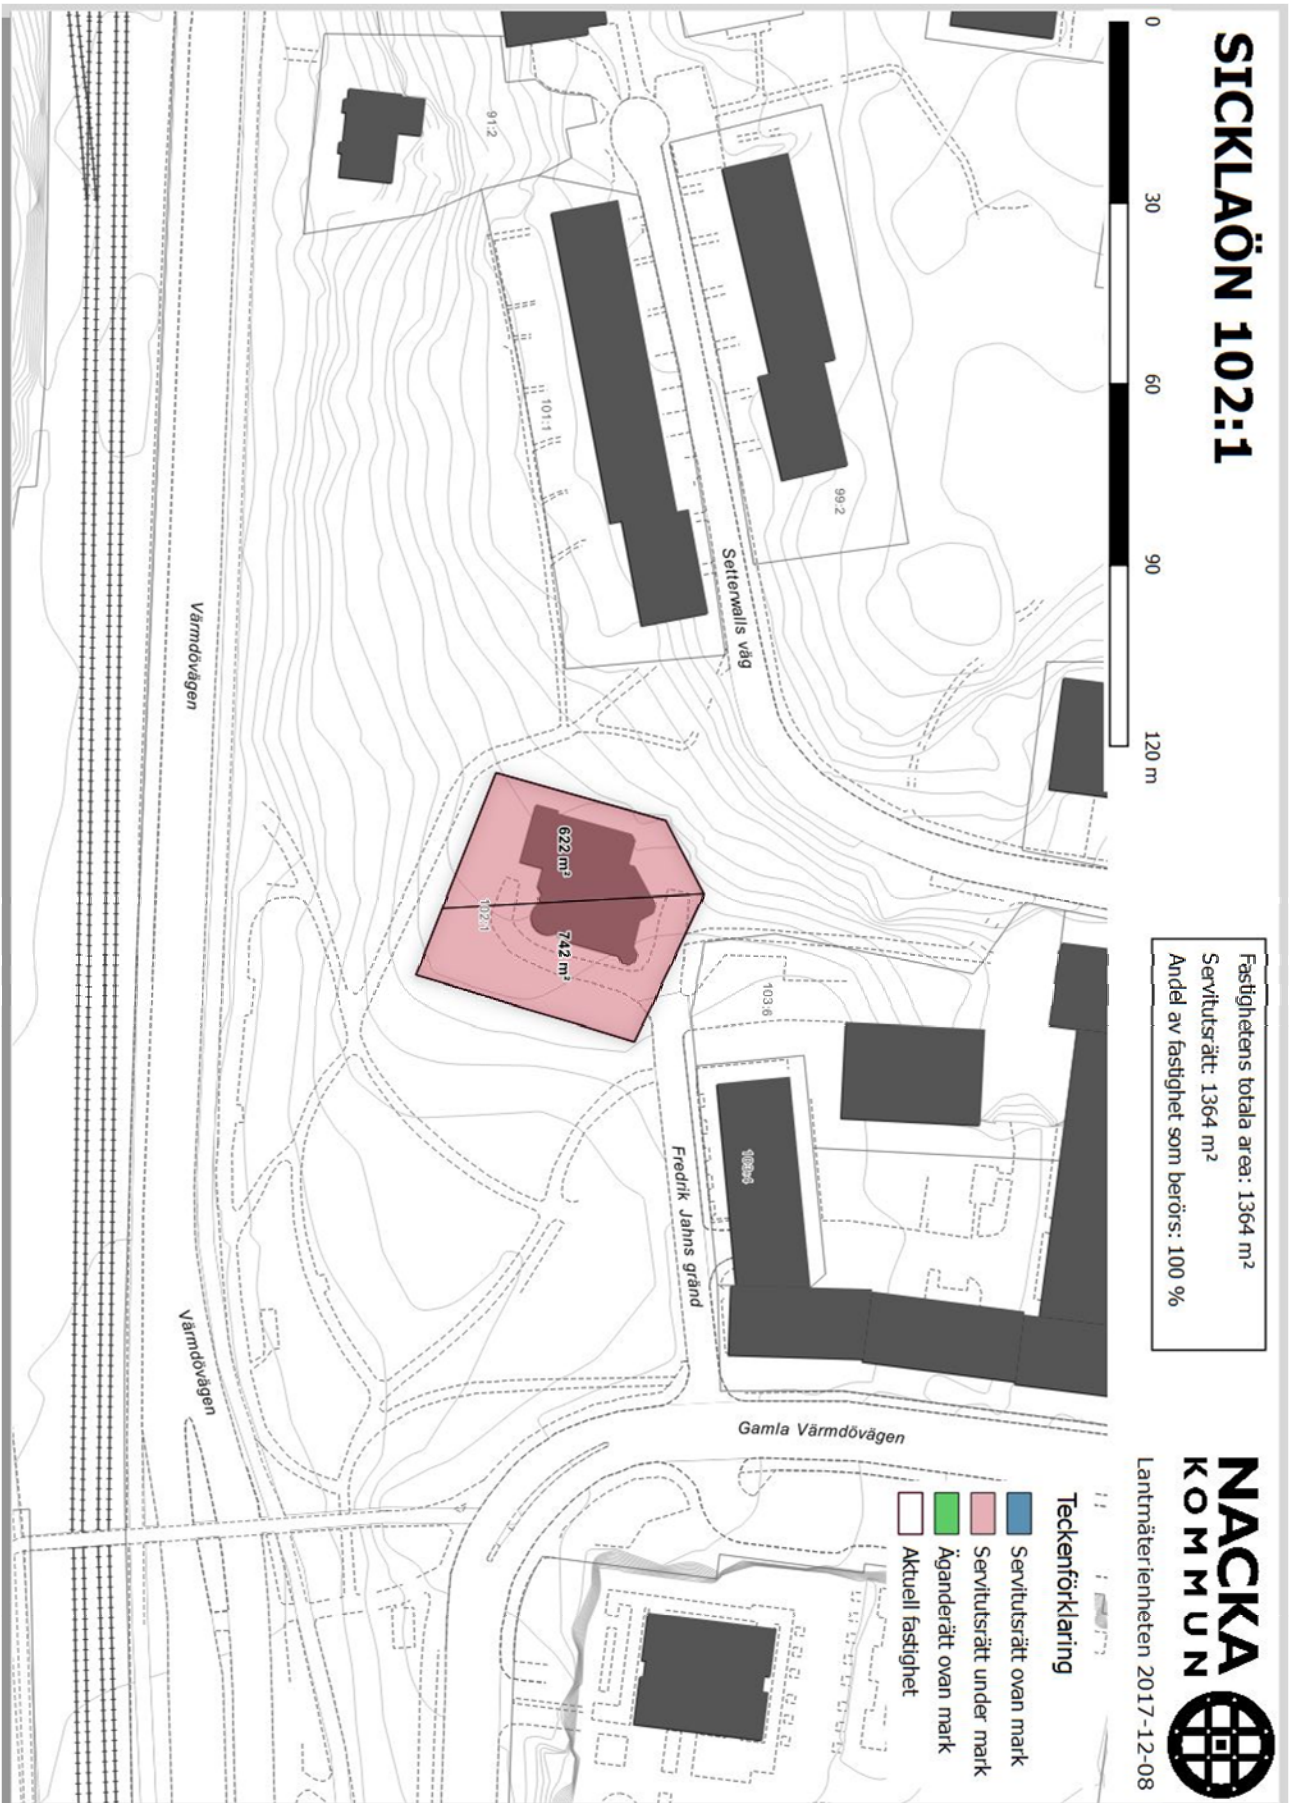 SICKLAÖN 102:1
0
30
60
90
120 m
Fastighetens totala area: 1364 m²
Servitutsrätt: 1364 m²
Andel av fastighet som berörs: 100 %
NACKA
KOMMUN
Lantmäterienheten 2017-12-08
Teckenförklaring
Servitutsrätt ovan mark
Servitutsrätt under mark
Äganderätt ovan mark
Aktuell fastighet
99:2
Setterwalls väg
103:6
Gamla Värmdövägen
Fredrik Jahns gränd
91:2
101:1
622 m²
742 m²
102:1
Värmdövägen
Värmdövägen